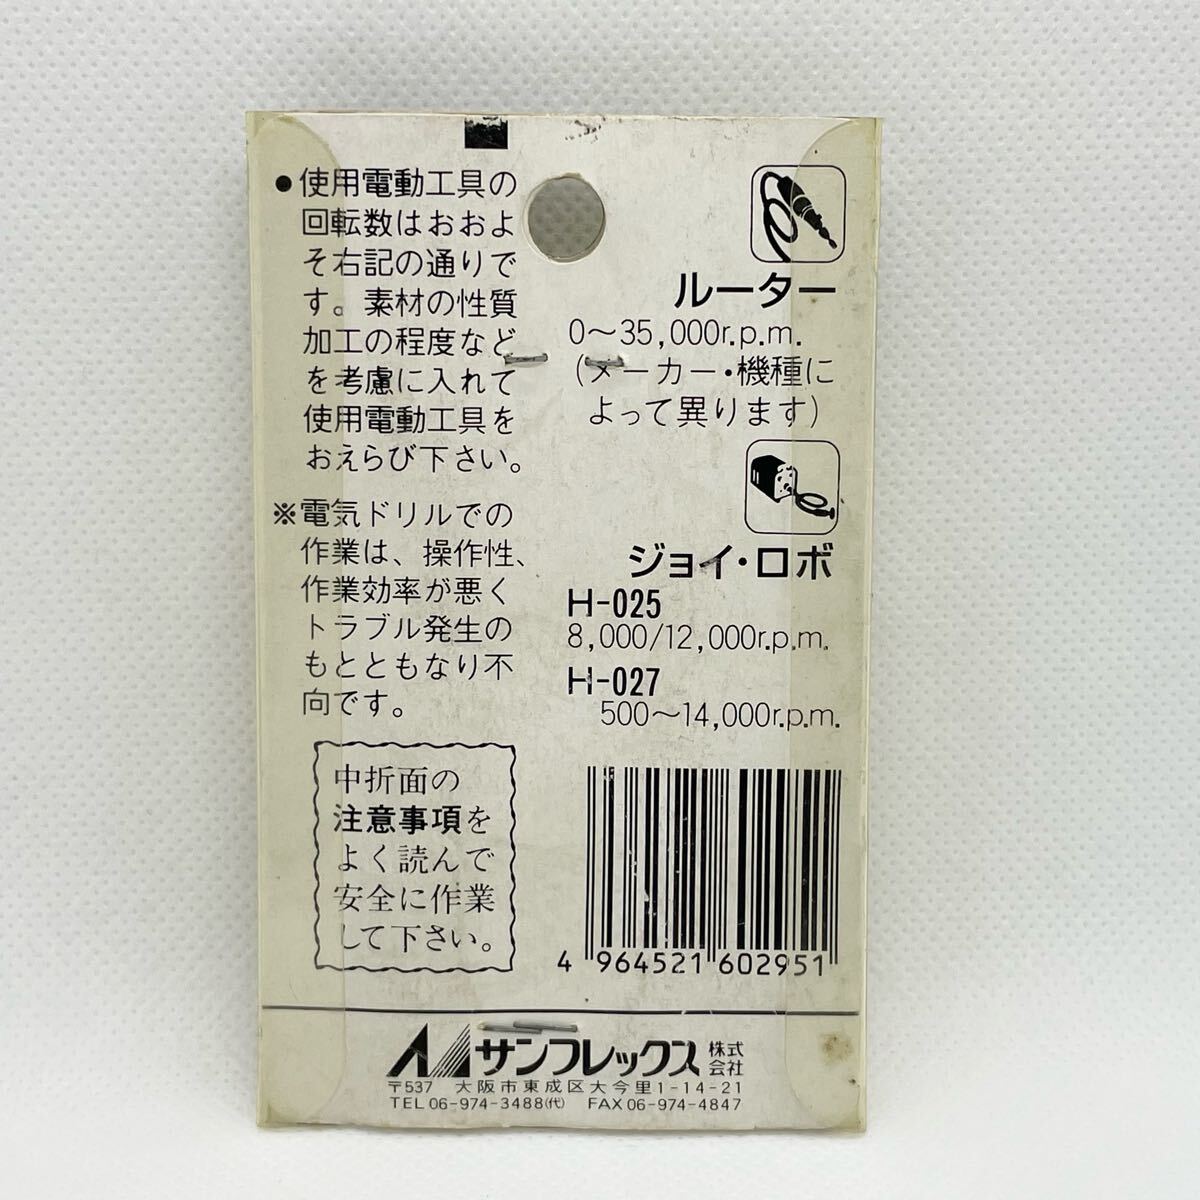 ●使用電動工具の
回転数はおおよ
そ右記の通りで
す。素材の性質
加工の程度など
を考慮に入れて
使用電動工具を
おえらび下さい。
※電気ドリルでの
作業は、操作性、
作業効率が悪く
トラブル発生の
もとともなり不
向です。
中折面の
注意事項を
よく読んで
安全に作業
して下さい。
ルーター
0〜35,000r.p.m.
(メーカー・機種に
よって異ります)
ジョイ・ロボ
H-025
8,000/12,000r.p.m.
H-027
500〜14,000r.p.m.
4 964521 602951
サンフレックス 株式会社
〒537 大阪市東成区大今里1-14-21
TEL 06-974-3488(代) FAX 06-974-4847